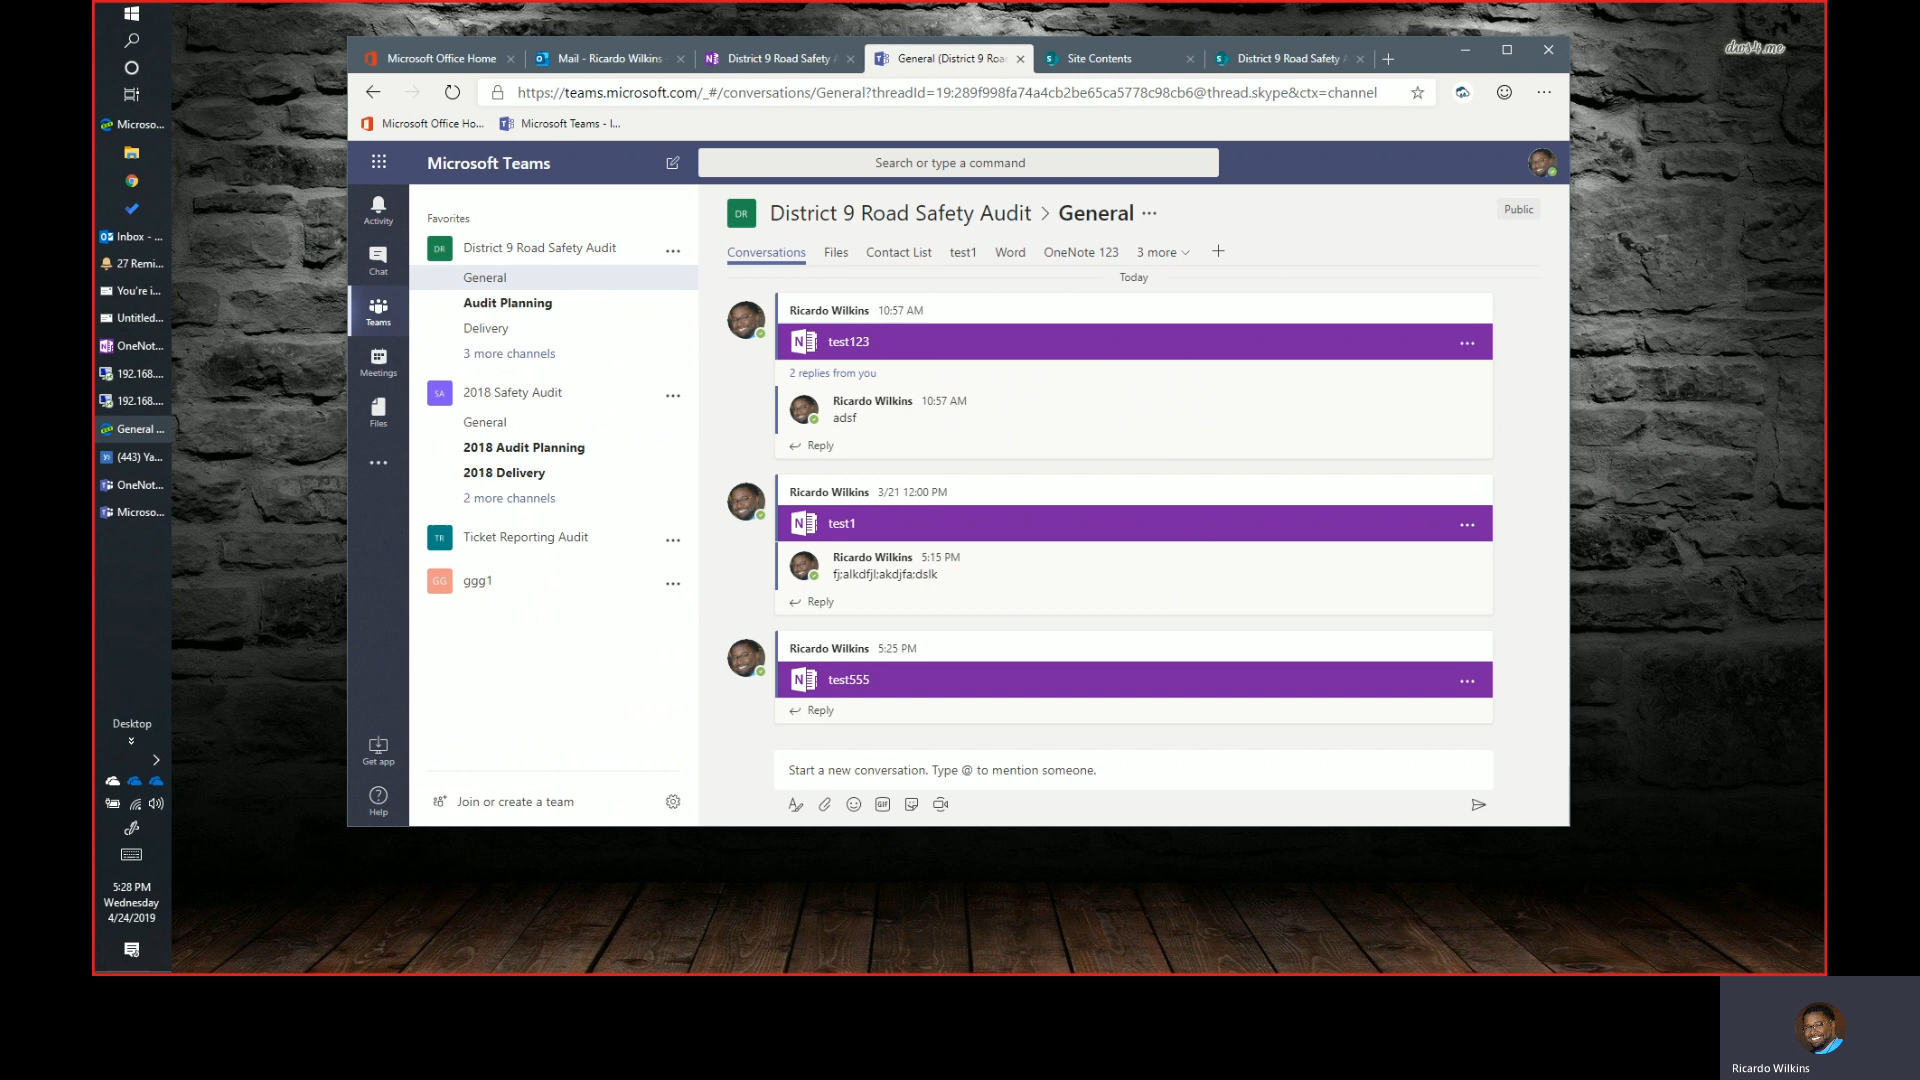 dws4.me
Microsoft Office Home
Mail - Ricardo Wilkins
District 9 Road Safety
General (District 9 Roa
Site Contents
District 9 Road Safety
https://teams.microsoft.com/_#/conversations/General?threadId=19:289f998fa74a4cb2be65ca5778c98cb6@thread.skype&ctx=channel
Microsoft Office Ho...
Microsoft Teams - I...
Microso...
Inbox - ...
27 Remi...
You're i...
Untitled...
OneNot...
192.168....
192.168....
General ...
(443) Ya...
OneNot...
Microso...
Desktop
5:28 PM
Wednesday
4/24/2019
Microsoft Teams
Search or type a command
Activity
Chat
Teams
Meetings
Files
Get app
Help
Favorites
DR District 9 Road Safety Audit ...
General
Audit Planning
Delivery
3 more channels
SA 2018 Safety Audit ...
General
2018 Audit Planning
2018 Delivery
2 more channels
TR Ticket Reporting Audit ...
GG ggg1 ...
Join or create a team
DR District 9 Road Safety Audit > General ...
Public
Conversations Files Contact List test1 Word OneNote 123 3 more
Today
Ricardo Wilkins 10:57 AM
N test123 ...
2 replies from you
Ricardo Wilkins 10:57 AM
adsf
Reply
Ricardo Wilkins 3/21 12:00 PM
N test1 ...
Ricardo Wilkins 5:15 PM
fj;alkdfjl;akdjfa;dslk
Reply
Ricardo Wilkins 5:25 PM
N test555 ...
Reply
Start a new conversation. Type @ to mention someone.
GIF
Ricardo Wilkins